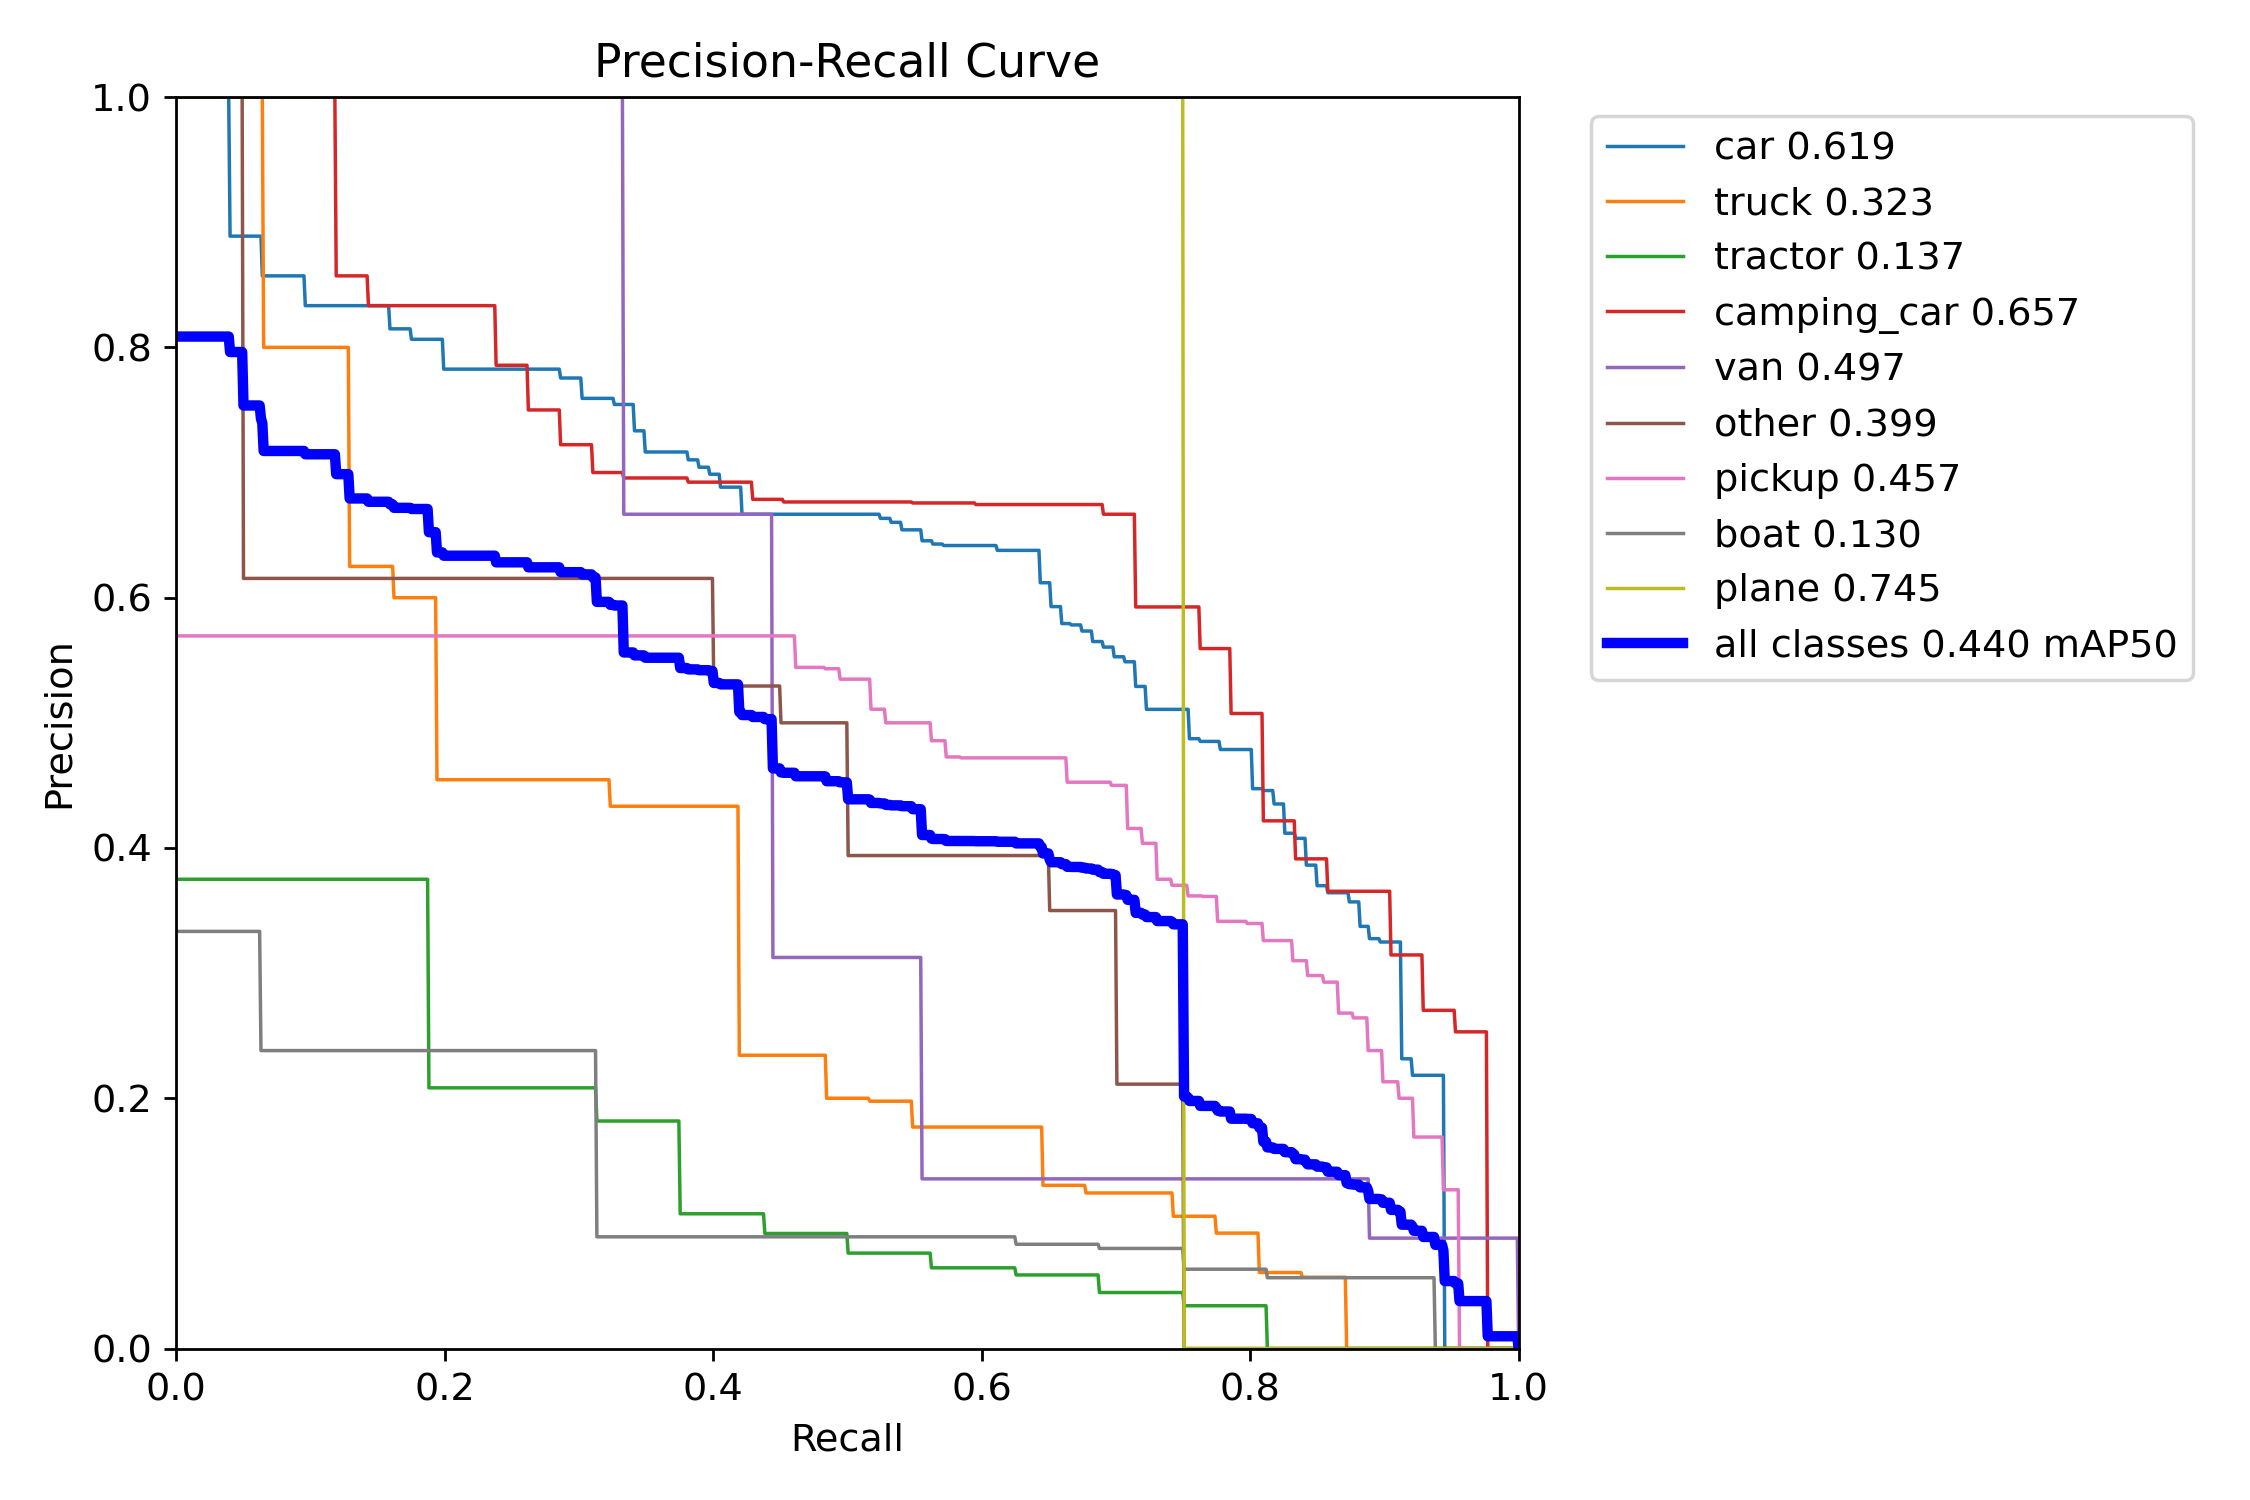 Precision-Recall Curve
1.0
0.8
0.6
0.4
0.2
0.0
Precision
0.0 0.2 0.4 0.6 0.8 1.0
Recall
car 0.619
truck 0.323
tractor 0.137
camping_car 0.657
van 0.497
other 0.399
pickup 0.457
boat 0.130
plane 0.745
all classes 0.440 mAP50